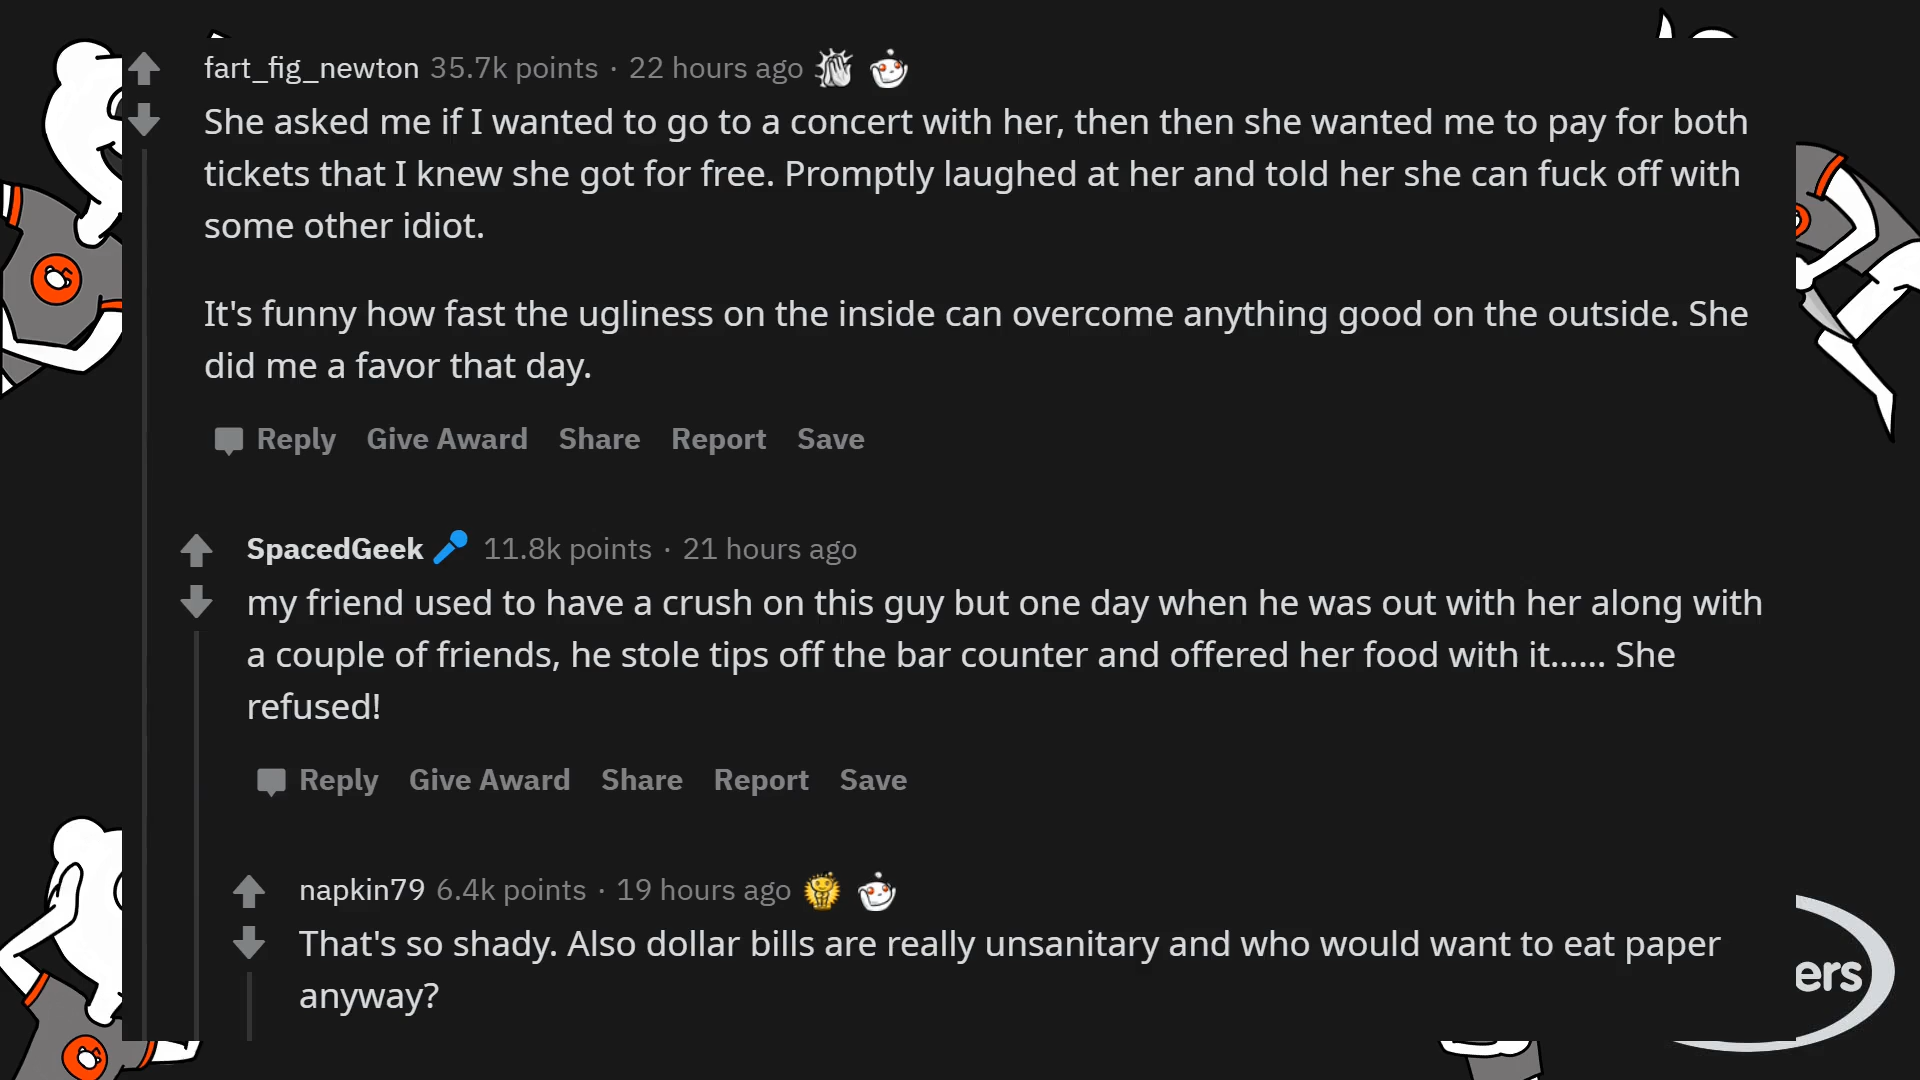 fart_fig_newton 35.7k points · 22 hours ago
She asked me if I wanted to go to a concert with her, then then she wanted me to pay for both
tickets that I knew she got for free. Promptly laughed at her and told her she can fuck off with
some other idiot.
It's funny how fast the ugliness on the inside can overcome anything good on the outside. She
did me a favor that day.
Reply Give Award Share Report Save
SpacedGeek 11.8k points · 21 hours ago
my friend used to have a crush on this guy but one day when he was out with her along with
a couple of friends, he stole tips off the bar counter and offered her food with it...... She
refused!
Reply Give Award Share Report Save
napkin79 6.4k points · 19 hours ago
That's so shady. Also dollar bills are really unsanitary and who would want to eat paper
anyway?
ers